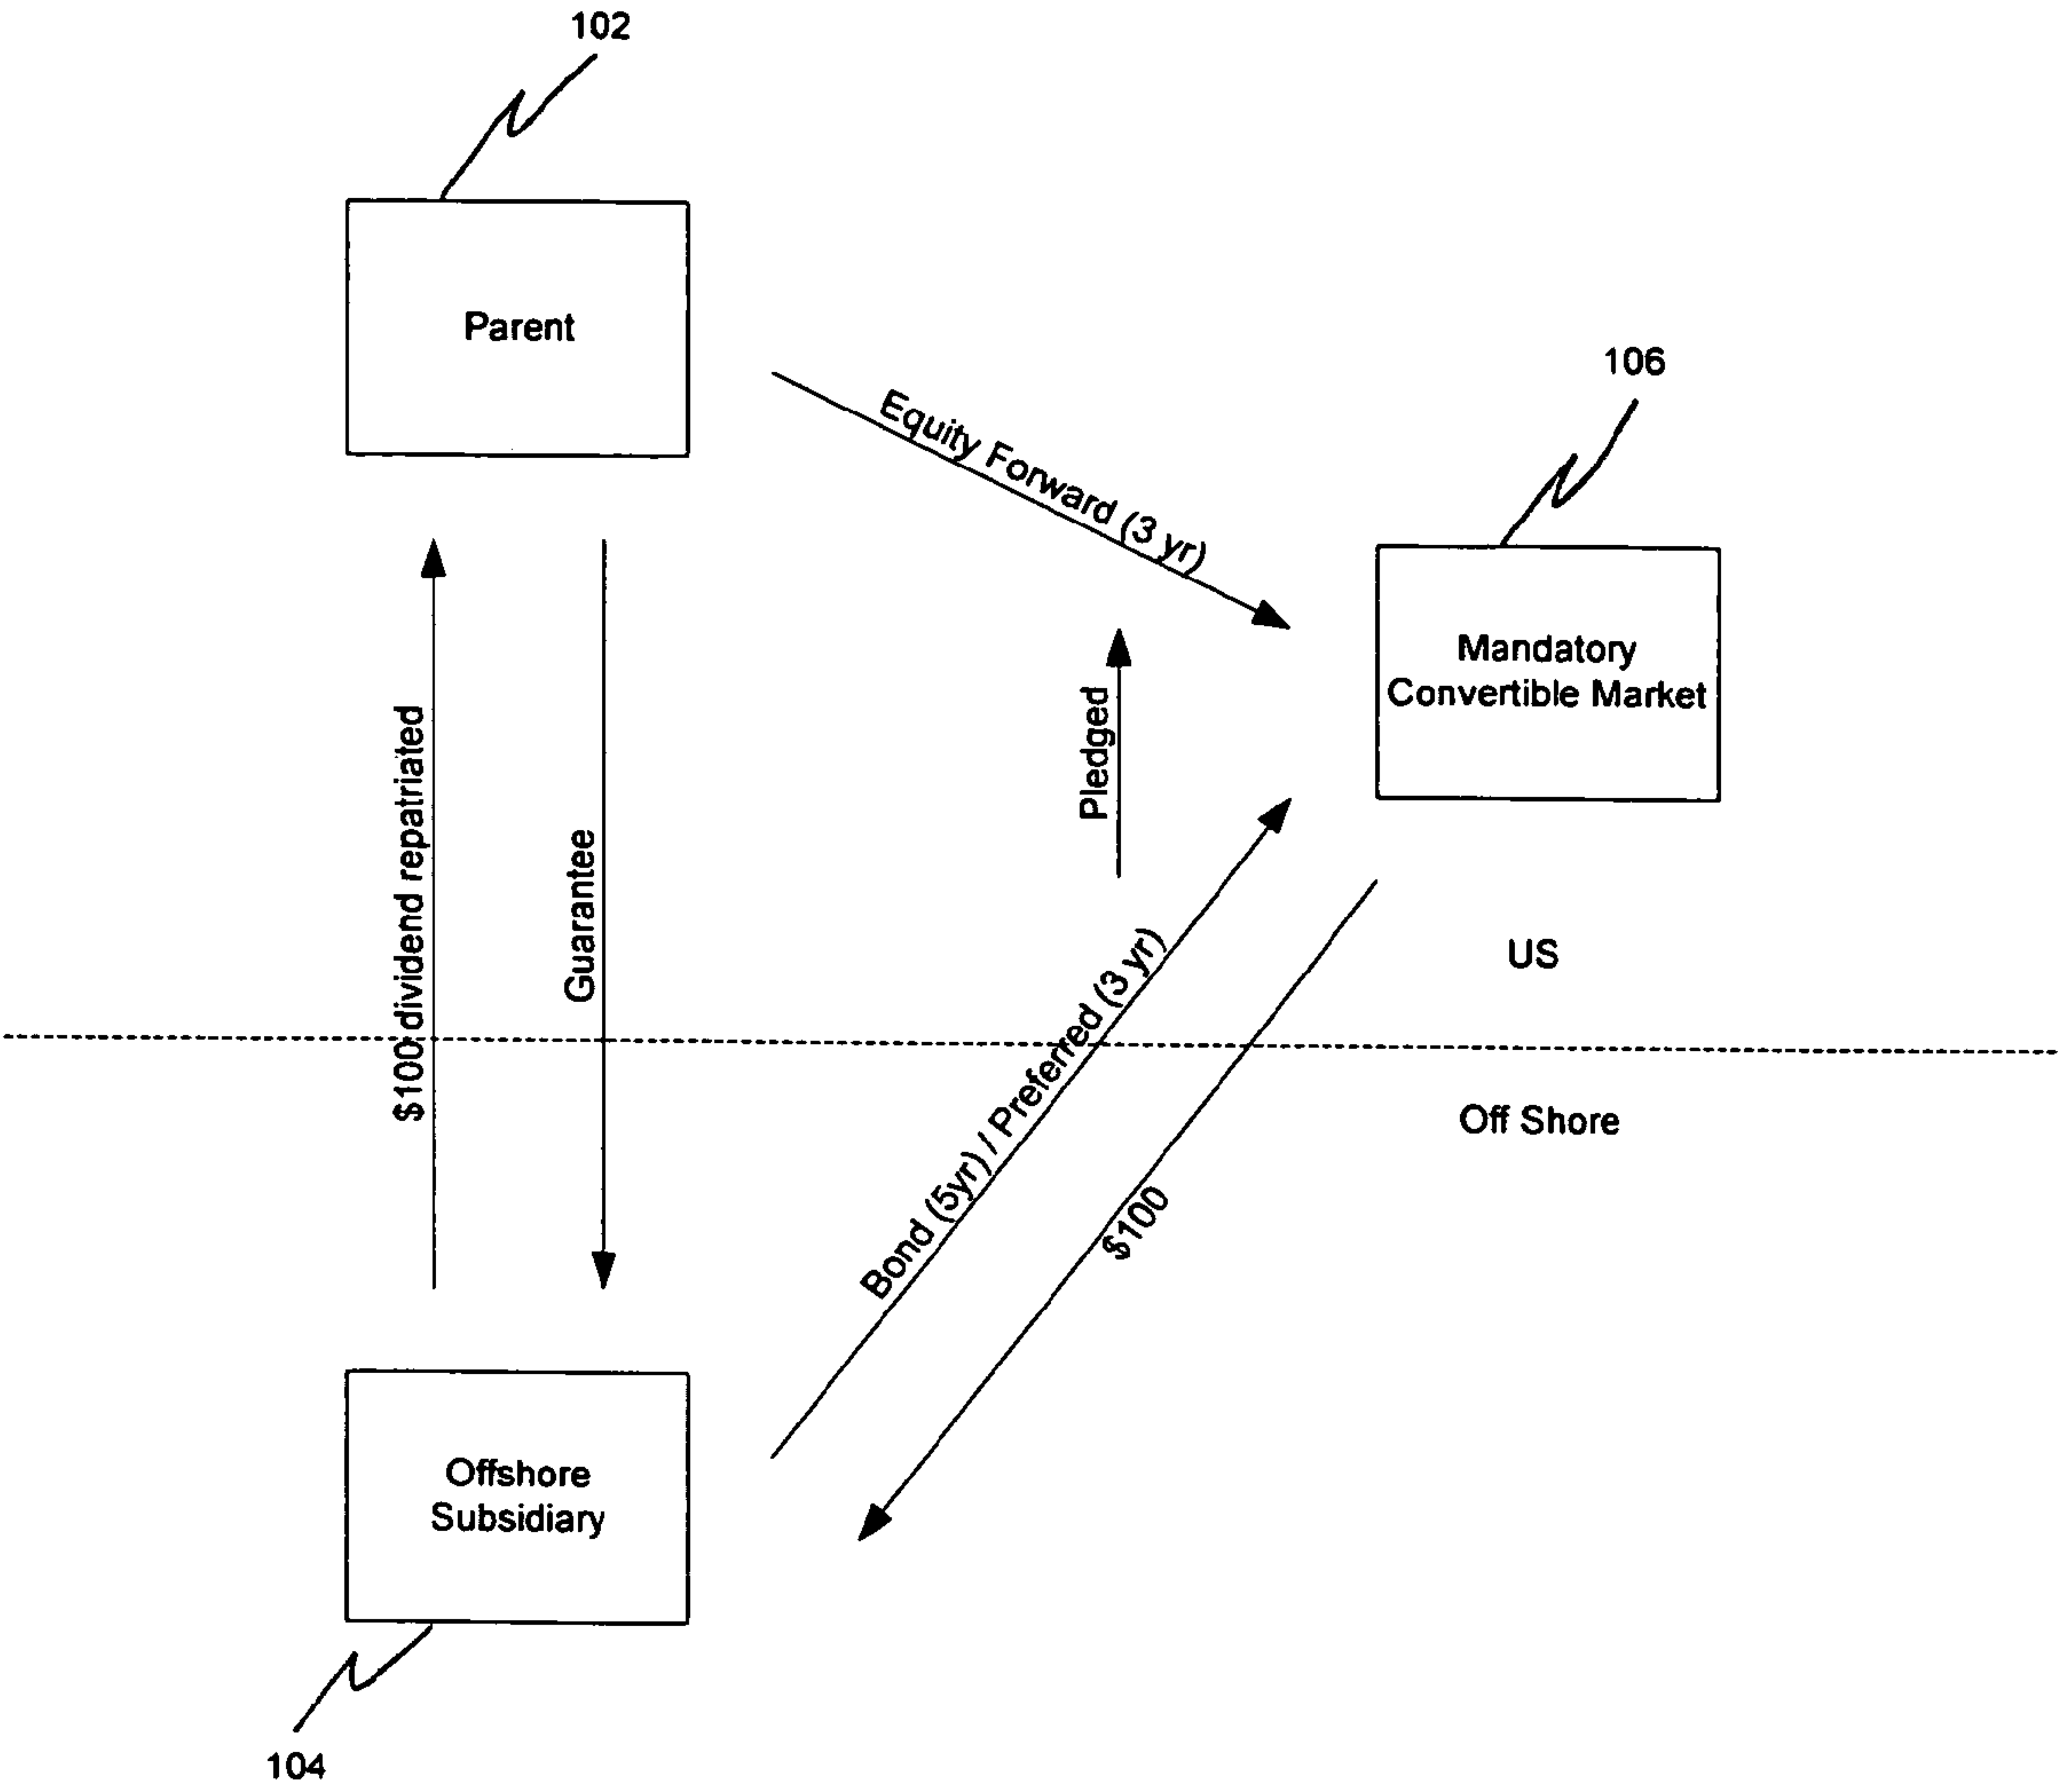 102
Parent
106
Equity Forward (3 yr)
Mandatory
Convertible Market
$100 dividend repatriated
Guarantee
Pledged
US
Bond (5yr) / Preferred (3 yr)
$100
Off Shore
Offshore
Subsidiary
104